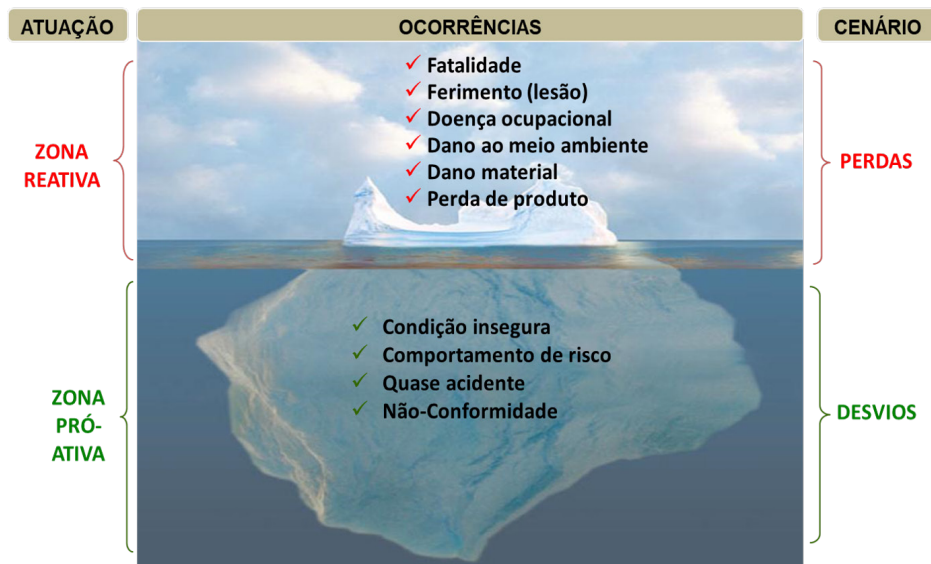 ATUAÇÃO
OCORRÊNCIAS
CENÁRIO
Fatalidade
Ferimento (lesão)
Doença ocupacional
Dano ao meio ambiente
Dano material
Perda de produto
ZONA
REATIVA
PERDAS
Condição insegura
Comportamento de risco
Quase acidente
Não-Conformidade
ZONA
PRÓ-
ATIVA
DESVIOS